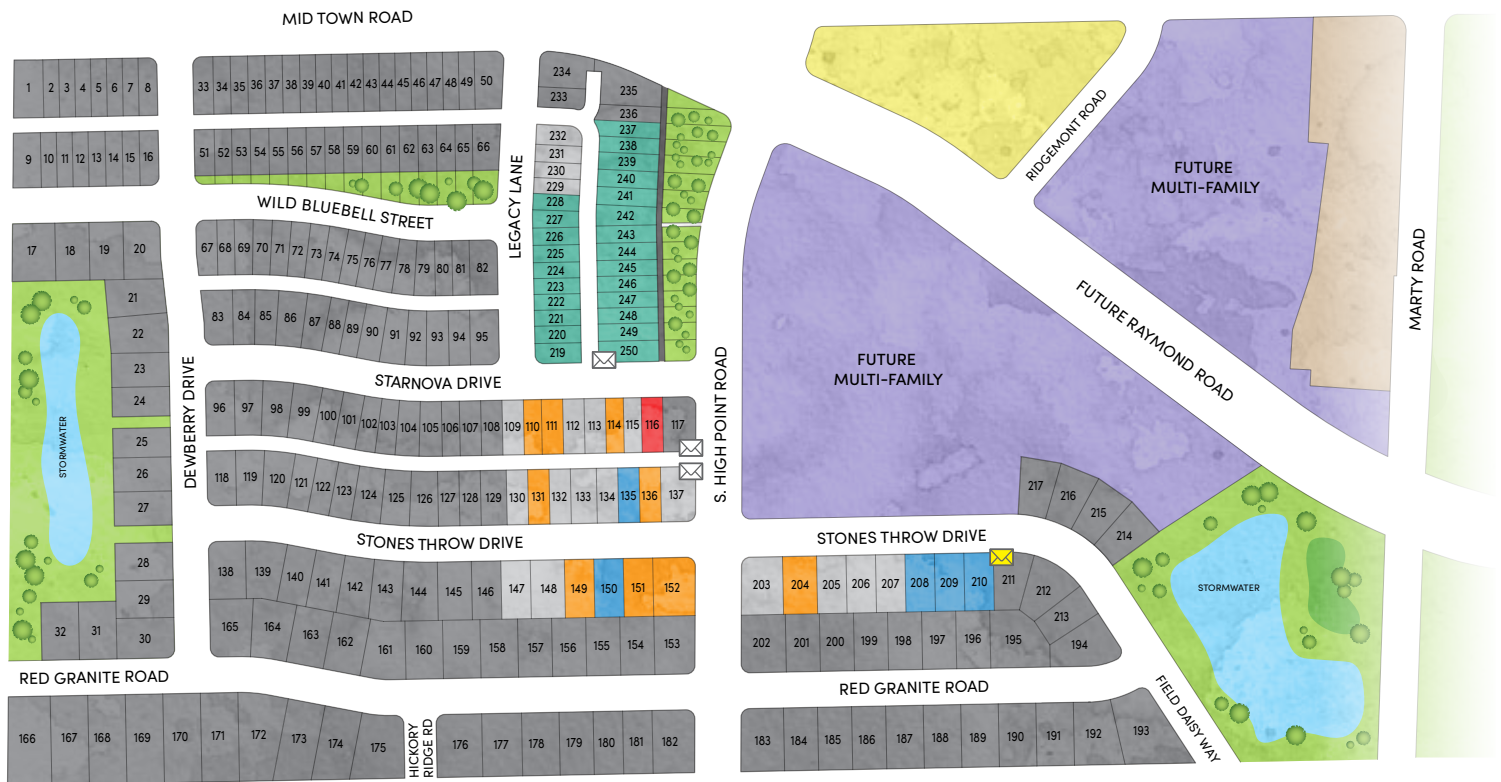 MID TOWN ROAD
1 2 3 4 5 6 7 8
33 34 35 36 37 38 39 40 41 42 43 44 45 46 47 48 49 50
9 10 11 12 13 14 15 16
51 52 53 54 55 56 57 58 59 60 61 62 63 64 65 66
WILD BLUEBELL STREET
LEGACY LANE
234
233
235
236
232
231
230
229
228
227
226
225
224
223
222
221
220
219
237
238
239
240
241
242
243
244
245
246
247
248
249
250
17 18 19 20
21
22
23
24
25
26
27
28
29
30
32 31
STORMWATER
DEWBERRY DRIVE
67 68 69 70 71 72 73 74 75 76 77 78 79 80 81 82
83 84 85 86 87 88 89 90 91 92 93 94 95
STARNOVA DRIVE
96 97 98 99 100 101 102 103 104 105 106 107 108 109 110 111 112 113 114 115 116 117
118 119 120 121 122 123 124 125 126 127 128 129 130 131 132 133 134 135 136 137
STONES THROW DRIVE
138 139 140 141 142 143 144 145 146 147 148 149 150 151 152
165 164 163 162 161 160 159 158 157 156 155 154 153
RED GRANITE ROAD
166 167 168 169 170 171 172 173 174 175
HICKORY
RIDGE RD
176 177 178 179 180 181 182
S. HIGH POINT ROAD
RIDGEMONT ROAD
FUTURE
MULTI-FAMILY
MARTY ROAD
FUTURE RAYMOND ROAD
FUTURE
MULTI-FAMILY
217 216 215 214
STONES THROW DRIVE
203 204 205 206 207 208 209 210 211 212 213
202 201 200 199 198 197 196 195 194
STORMWATER
RED GRANITE ROAD
FIELD DAISY WAY
183 184 185 186 187 188 189 190 191 192 193